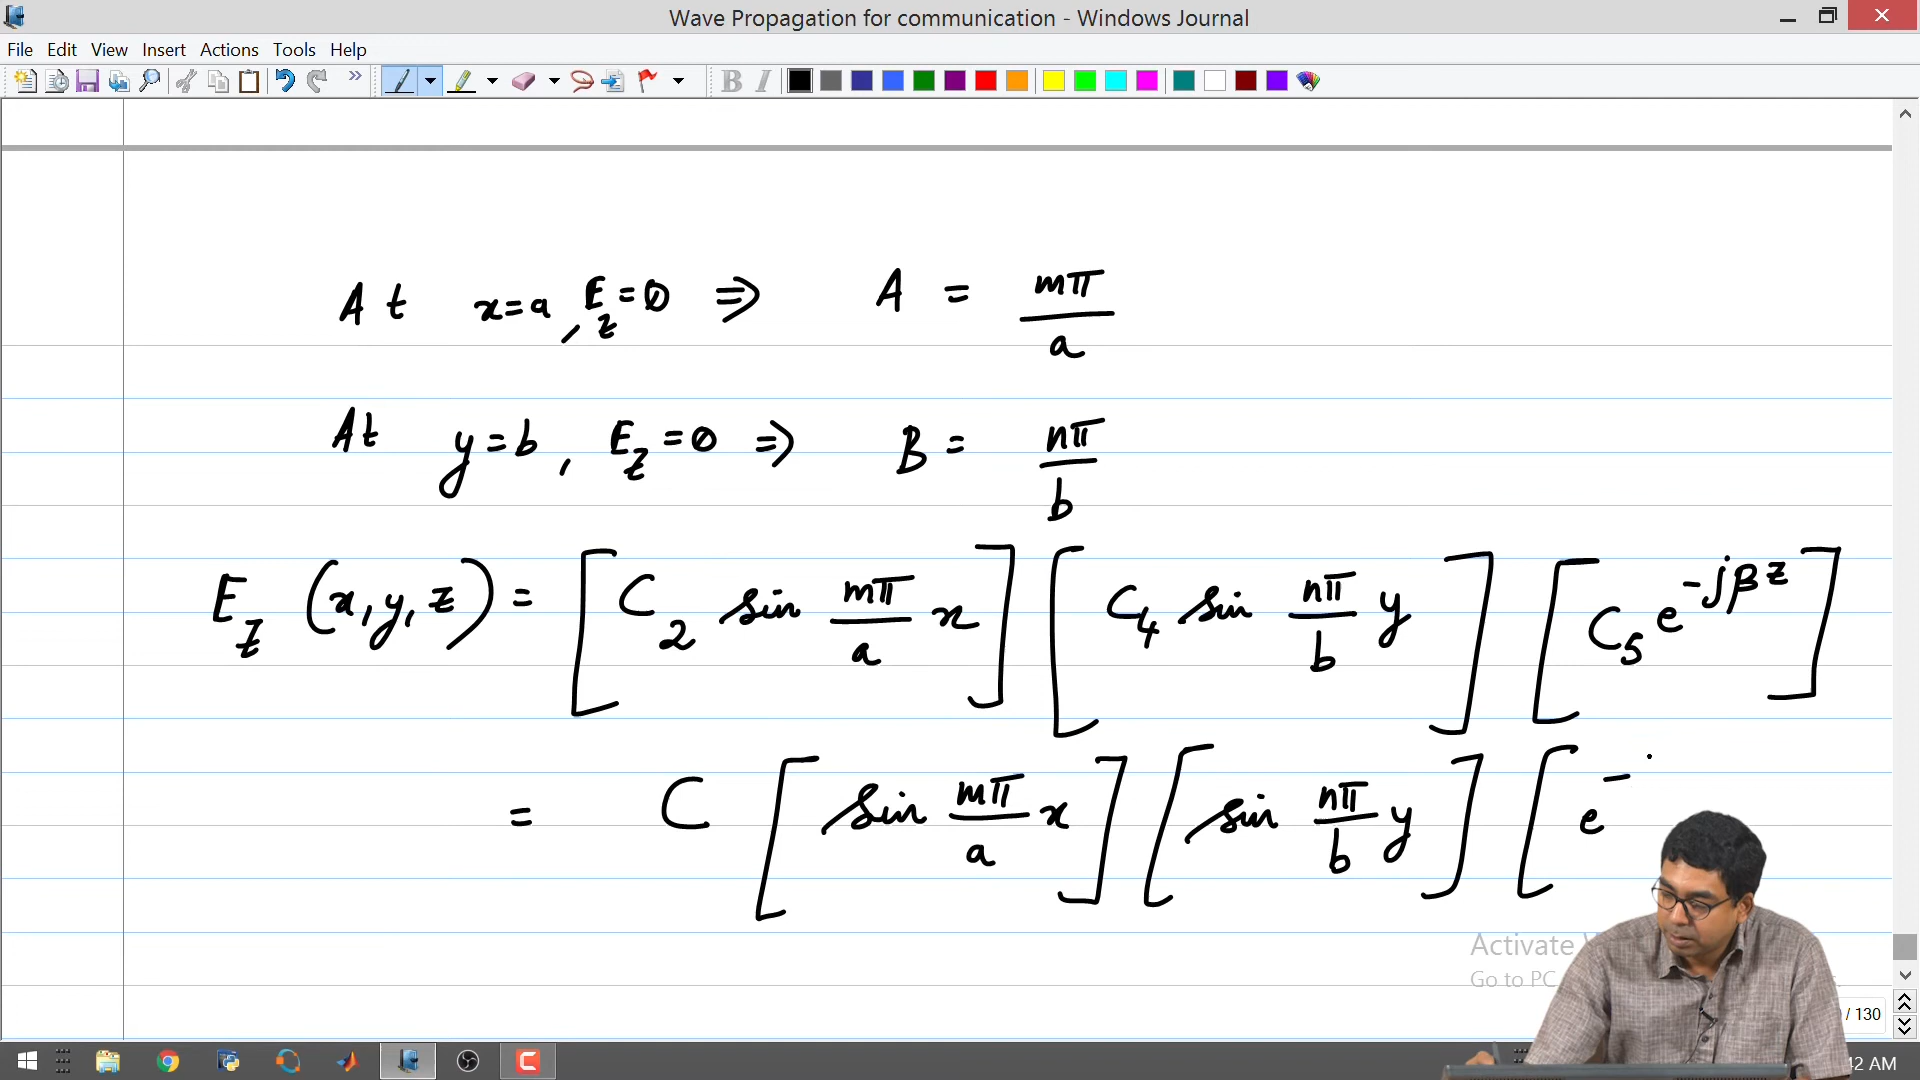 Wave Propagation for communication - Windows Journal
File Edit View Insert Actions Tools Help
B I
At x=a, E_z=0 ⇒ A = mπ/a
At y=b, E_z=0 ⇒ B = nπ/b
E_z (x,y,z) = [C_2 sin mπ/a x] [C_4 sin nπ/b y] [C_5 e^{-jβz}]
= C [sin mπ/a x] [sin nπ/b y] [e^-
Activate
Go to PC
/ 130
42 AM